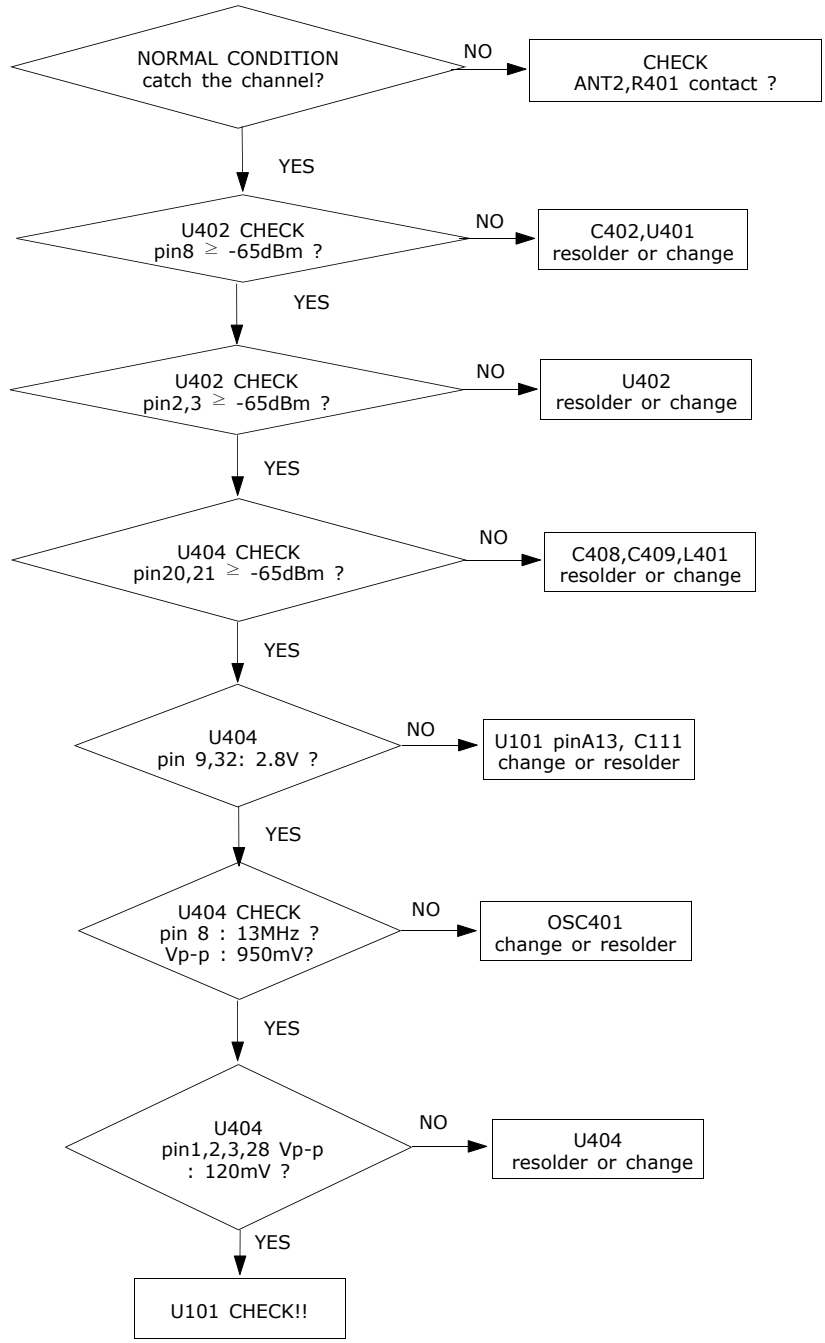 NORMAL CONDITION
catch the channel?
NO
CHECK
ANT2,R401 contact ?
YES
U402 CHECK
pin8 ≥ -65dBm ?
NO
C402,U401
resolder or change
YES
U402 CHECK
pin2,3 ≥ -65dBm ?
NO
U402
resolder or change
YES
U404 CHECK
pin20,21 ≥ -65dBm ?
NO
C408,C409,L401
resolder or change
YES
U404
pin 9,32: 2.8V ?
NO
U101 pinA13, C111
change or resolder
YES
U404 CHECK
pin 8 : 13MHz ?
Vp-p : 950mV?
NO
OSC401
change or resolder
YES
U404
pin1,2,3,28 Vp-p
: 120mV ?
NO
U404
resolder or change
YES
U101 CHECK!!